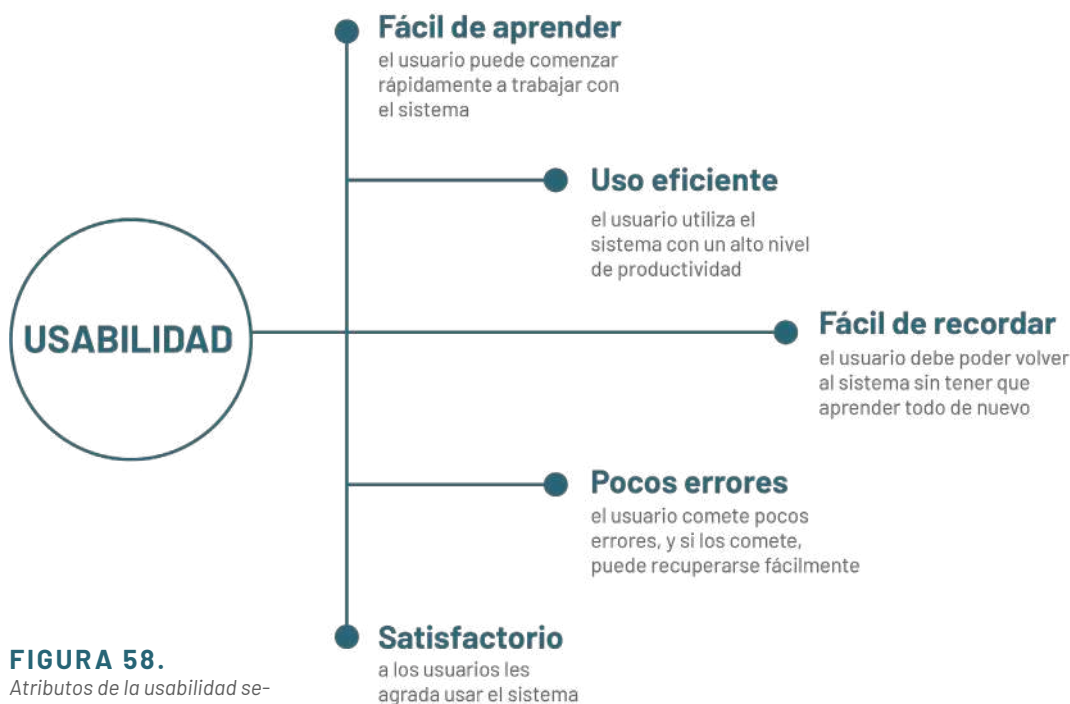 Fácil de aprender
el usuario puede comenzar
rápidamente a trabajar con
el sistema
Uso eficiente
el usuario utiliza el
sistema con un alto nivel
de productividad
USABILIDAD
Fácil de recordar
el usuario debe poder volver
al sistema sin tener que
aprender todo de nuevo
Pocos errores
el usuario comete pocos
errores, y si los comete,
puede recuperarse fácilmente
Satisfactorio
a los usuarios les
agrada usar el sistema
FIGURA 58.
Atributos de la usabilidad se-